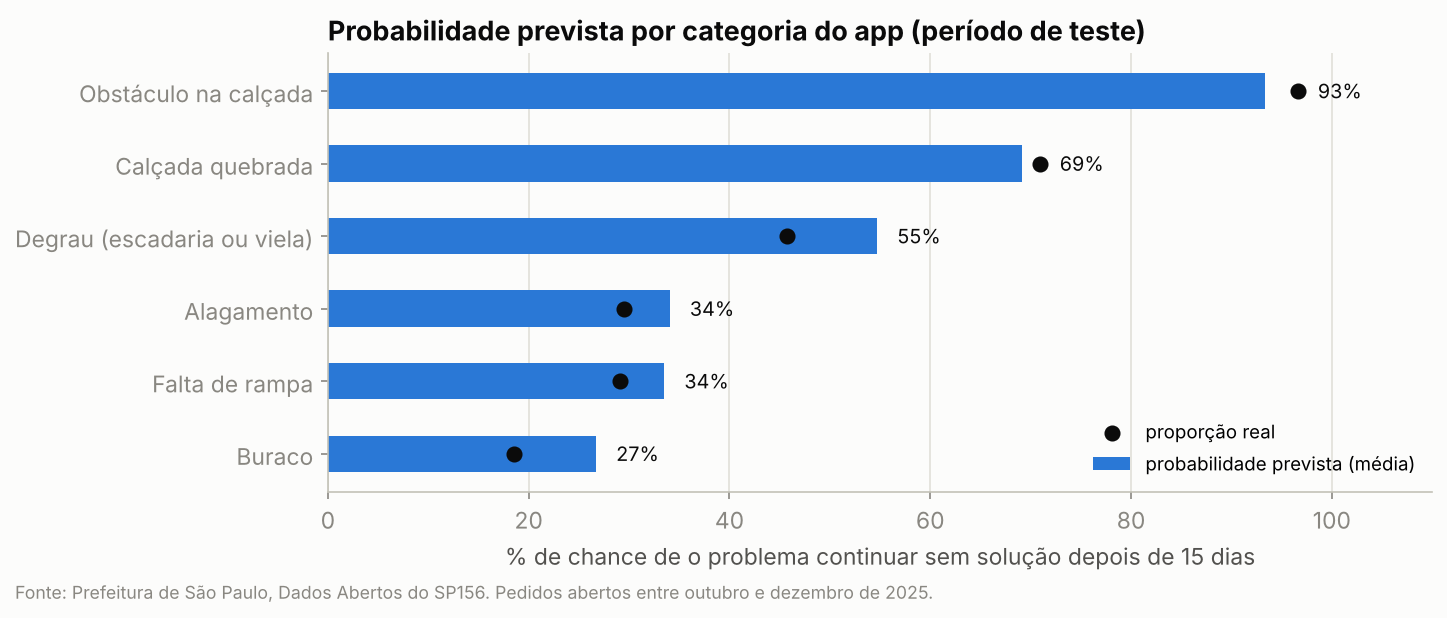 Probabilidade prevista por categoria do app (período de teste)
Obstáculo na calçada
93%
Calçada quebrada
69%
Degrau (escadaria ou viela)
55%
Alagamento
34%
Falta de rampa
34%
Buraco
27%
proporção real
probabilidade prevista (média)
0 20 40 60 80 100
% de chance de o problema continuar sem solução depois de 15 dias
Fonte: Prefeitura de São Paulo, Dados Abertos do SP156. Pedidos abertos entre outubro e dezembro de 2025.